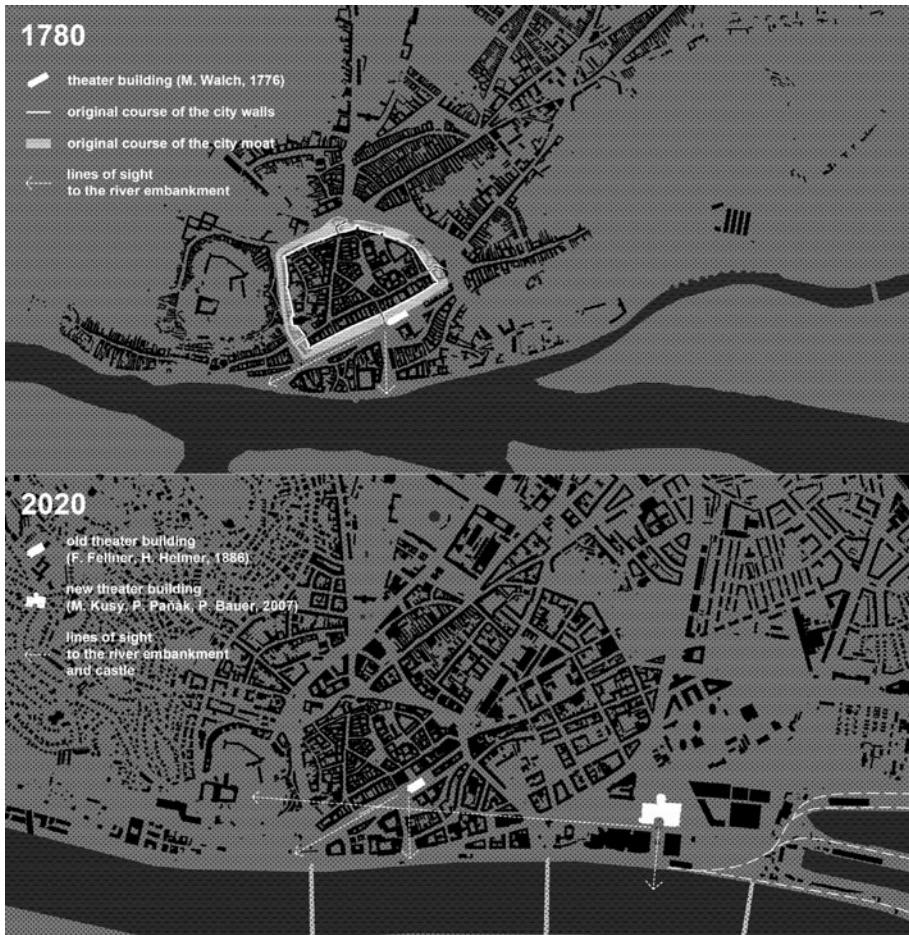 1780
theater building (M. Walch, 1776)
original course of the city walls
original course of the city moat
lines of sight
to the river embankment
2020
old theater building
(F. Fellner, H. Helmer, 1886)
new theater building
(M. Kusý, P. Paňák, P. Bauer, 2007)
lines of sight
to the river embankment
and castle